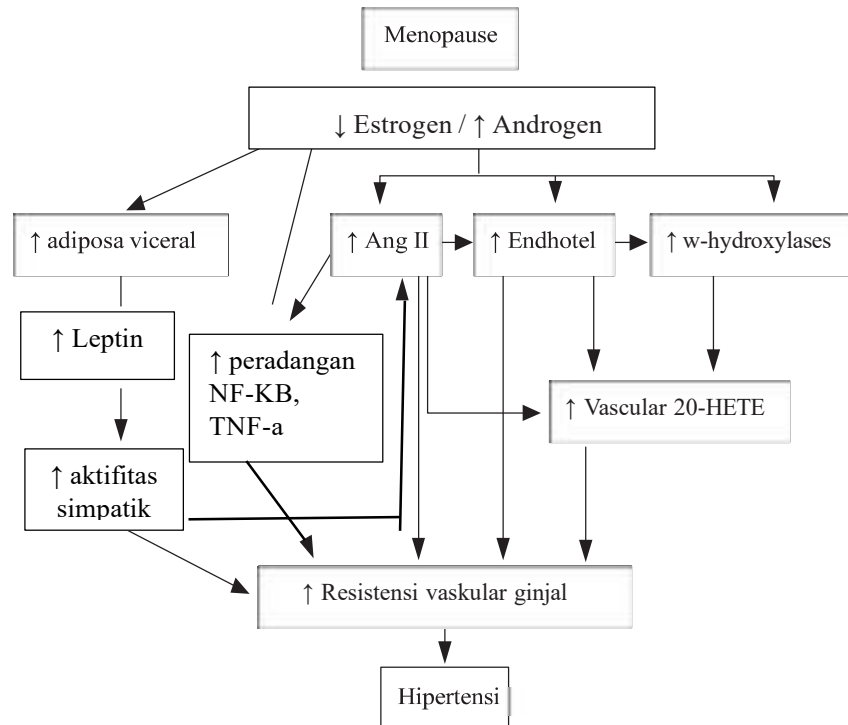 Menopause
↓ Estrogen / ↑ Androgen
↑ adiposa viceral
↑ Ang II
↑ Endhotel
↑ w-hydroxylases
↑ Leptin
↑ peradangan
NF-KB,
TNF-a
↑ Vascular 20-HETE
↑ aktifitas
simpatik
↑ Resistensi vaskular ginjal
Hipertensi